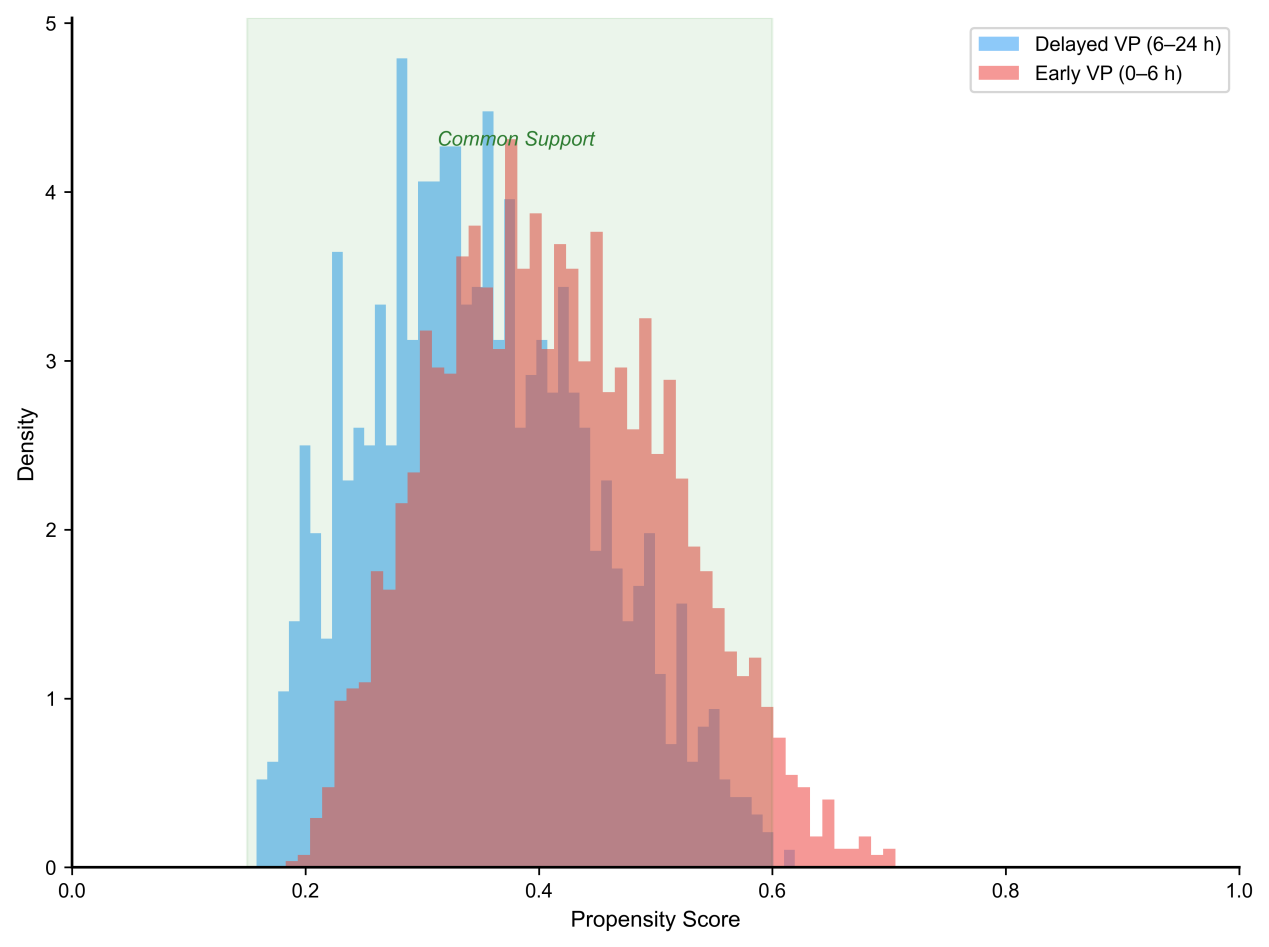 Delayed VP (6–24 h)
Early VP (0–6 h)
Common Support
5
4
3
2
1
0
Density
0.0 0.2 0.4 0.6 0.8 1.0
Propensity Score